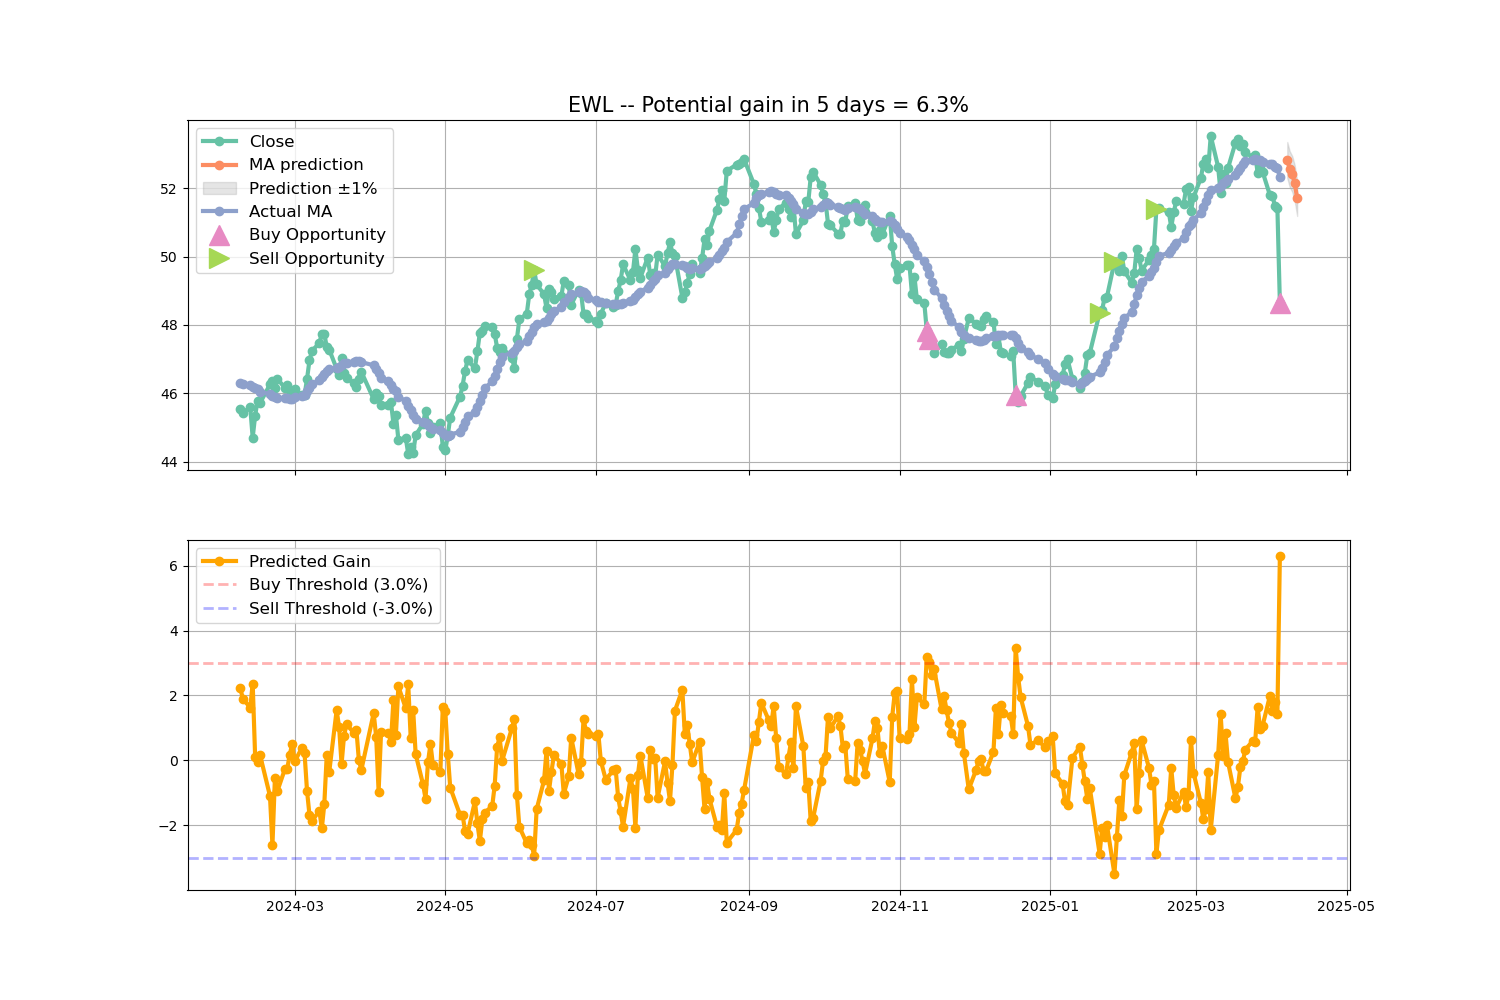 EWL -- Potential gain in 5 days = 6.3%
Close
MA prediction
Prediction ±1%
Actual MA
Buy Opportunity
Sell Opportunity
52
50
48
46
44
Predicted Gain
Buy Threshold (3.0%)
Sell Threshold (-3.0%)
6
4
2
0
−2
2024-03 2024-05 2024-07 2024-09 2024-11 2025-01 2025-03 2025-05